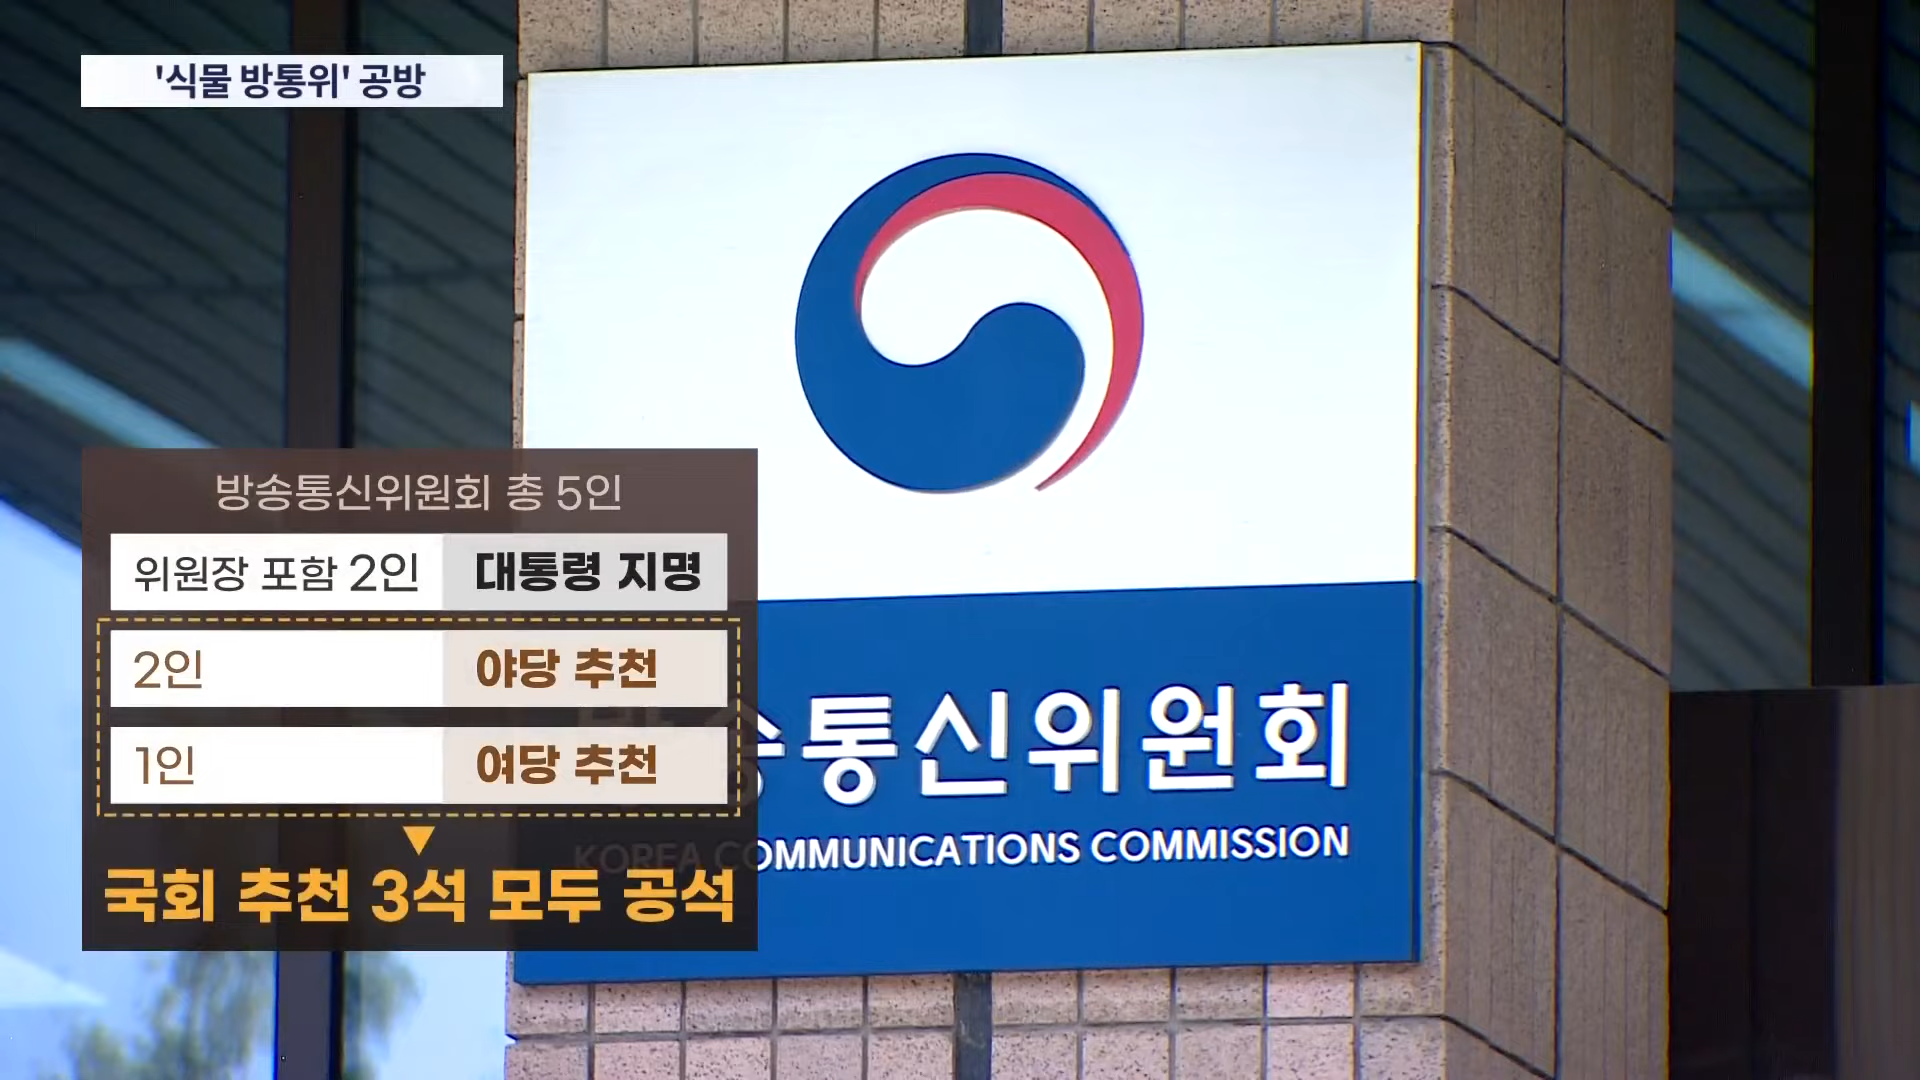 '식물 방통위' 공방
방송통신위원회 총 5인
위원장 포함 2인 대통령 지명
2인 야당 추천
1인 여당 추천
국회 추천 3석 모두 공석
방송통신위원회
KOREA COMMUNICATIONS COMMISSION